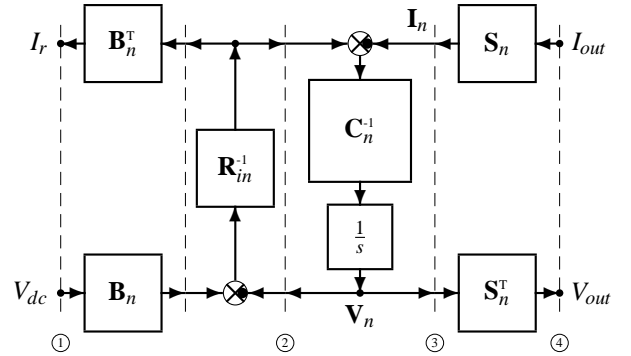 I_n
I_r B_n^T S_n I_out
C_n^-1
R_in^-1
1/s
V_dc B_n S_n^T V_out
V_n
① ② ③ ④